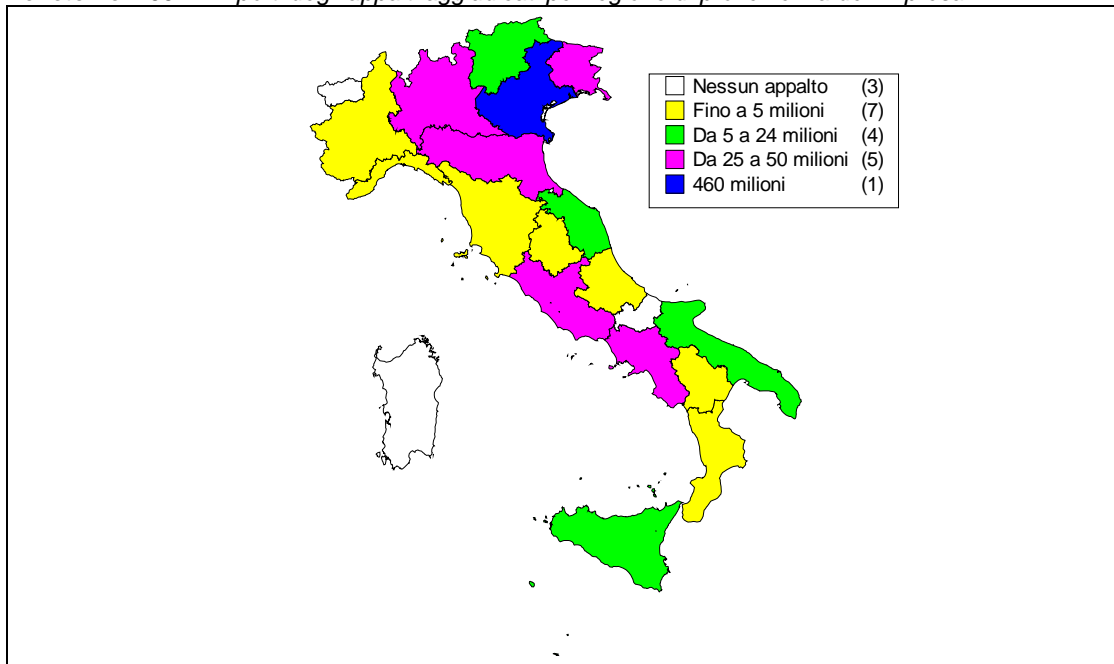 Nessun appalto (3)
Fino a 5 milioni (7)
Da 5 a 24 milioni (4)
Da 25 a 50 milioni (5)
460 milioni (1)